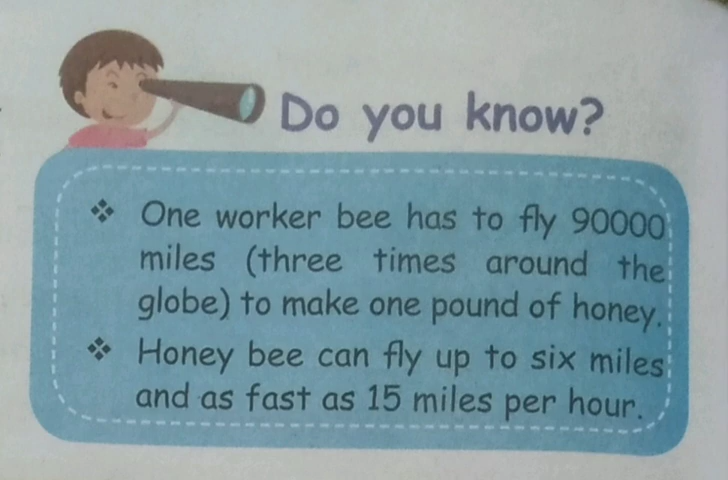 Do you know?
❖ One worker bee has to fly 90000
miles (three times around the
globe) to make one pound of honey.
❖ Honey bee can fly up to six miles
and as fast as 15 miles per hour.